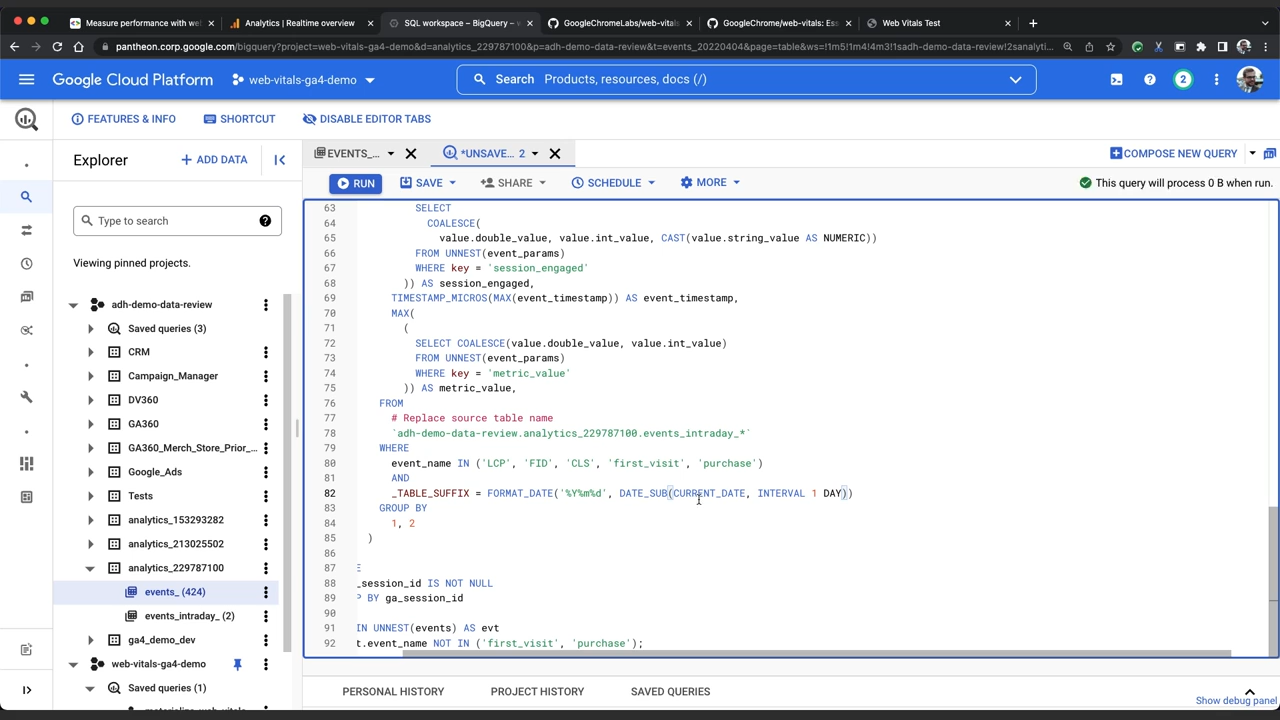 Measure performance with wel
Analytics | Realtime overview
SQL workspace – BigQuery –
GoogleChromeLabs/web-vitals
GoogleChrome/web-vitals: Ess
Web Vitals Test
pantheon.corp.google.com/bigquery?project=web-vitals-ga4-demo&d=analytics_229787100&p=adh-demo-data-review&t=events_20220404&page=table&ws=!1m5!1m4!4m3!1sadh-demo-data-review!2sanalyti...
Google Cloud Platform
web-vitals-ga4-demo
Search Products, resources, docs (/)
2
FEATURES & INFO
SHORTCUT
DISABLE EDITOR TABS
Explorer
+ ADD DATA
EVENTS_...
*UNSAVE... 2
COMPOSE NEW QUERY
RUN
SAVE
SHARE
SCHEDULE
MORE
This query will process 0 B when run.
Type to search
Viewing pinned projects.
adh-demo-data-review
Saved queries (3)
CRM
Campaign_Manager
DV360
GA360
GA360_Merch_Store_Prior_...
Google_Ads
Tests
analytics_153293282
analytics_213025502
analytics_229787100
events_ (424)
events_intraday_ (2)
ga4_demo_dev
web-vitals-ga4-demo
Saved queries (1)
63 SELECT
64 COALESCE(
65 value.double_value, value.int_value, CAST(value.string_value AS NUMERIC))
66 FROM UNNEST(event_params)
67 WHERE key = 'session_engaged'
68 )) AS session_engaged,
69 TIMESTAMP_MICROS(MAX(event_timestamp)) AS event_timestamp,
70 MAX(
71 (
72 SELECT COALESCE(value.double_value, value.int_value)
73 FROM UNNEST(event_params)
74 WHERE key = 'metric_value'
75 )) AS metric_value,
76 FROM
77 # Replace source table name
78 `adh-demo-data-review.analytics_229787100.events_intraday_*`
79 WHERE
80 event_name IN ('LCP', 'FID', 'CLS', 'first_visit', 'purchase')
81 AND
82 _TABLE_SUFFIX = FORMAT_DATE('%Y%m%d', DATE_SUB(CURRENT_DATE, INTERVAL 1 DAY))
83 GROUP BY
84 1, 2
85 )
86
87 E
88 _session_id IS NOT NULL
89 P BY ga_session_id
90
91 IN UNNEST(events) AS evt
92 t.event_name NOT IN ('first_visit', 'purchase');
PERSONAL HISTORY
PROJECT HISTORY
SAVED QUERIES
Show debug panel